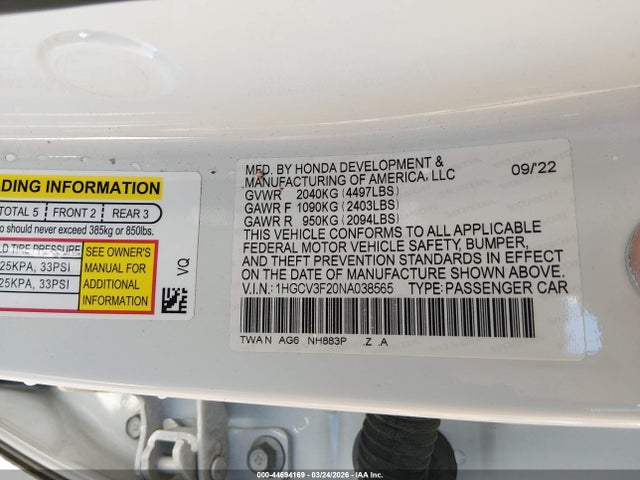 DING INFORMATION
TOTAL 5 FRONT 2 REAR 3
o should never exceed 385kg or 850lbs.
LD TIRE PRESSURE
25KPA, 33PSI
25KPA, 33PSI
SEE OWNER'S
MANUAL FOR
ADDITIONAL
INFORMATION
VQ
MFD. BY HONDA DEVELOPMENT & 09/22
MANUFACTURING OF AMERICA, LLC
GVWR 2040KG (4497LBS)
GAWR F 1090KG (2403LBS)
GAWR R 950KG (2094LBS)
THIS VEHICLE CONFORMS TO ALL APPLICABLE
FEDERAL MOTOR VEHICLE SAFETY, BUMPER,
AND THEFT PREVENTION STANDARDS IN EFFECT
ON THE DATE OF MANUFACTURE SHOWN ABOVE.
V.I.N.: 1HGCV3F20NA038565 TYPE: PASSENGER CAR
TWA N AG6 NH883P .Z .A
000-44694169 - 03/24/2026 - IAA Inc.